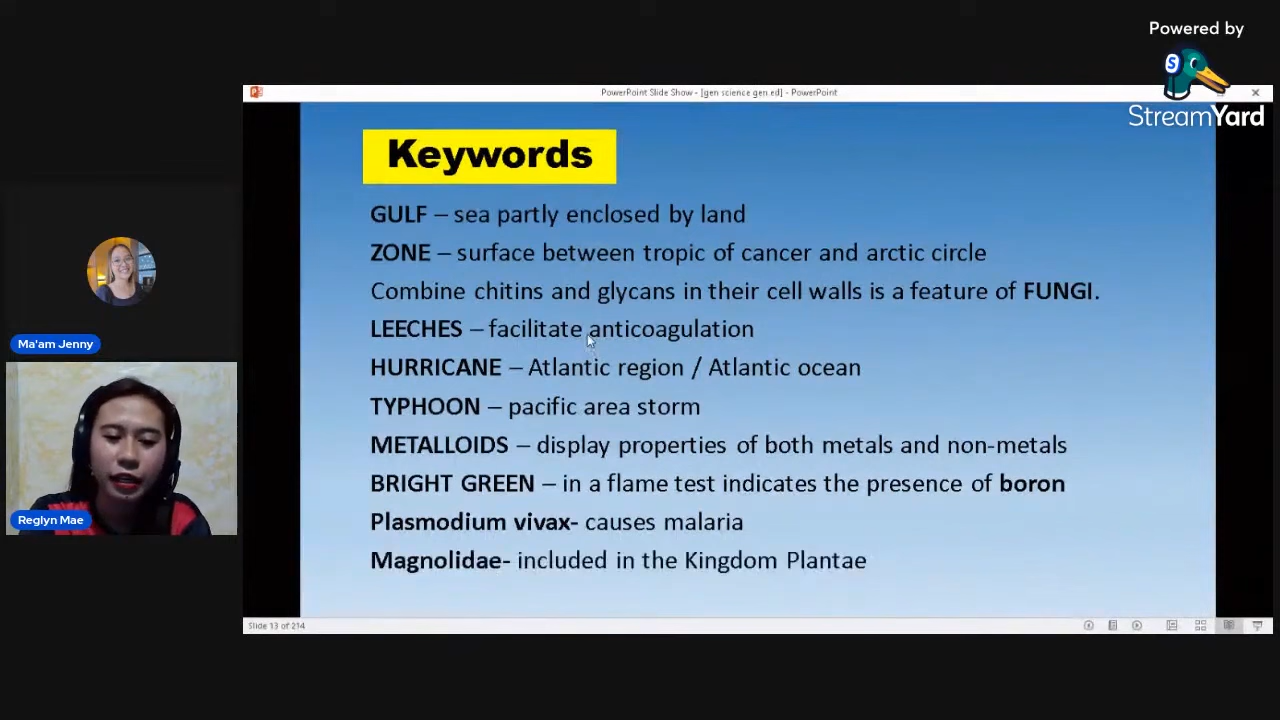 Powered by
StreamYard
PowerPoint Slide Show - [gen science gen ed] - PowerPoint
Keywords
GULF – sea partly enclosed by land
ZONE – surface between tropic of cancer and arctic circle
Combine chitins and glycans in their cell walls is a feature of FUNGI.
LEECHES – facilitate anticoagulation
HURRICANE – Atlantic region / Atlantic ocean
TYPHOON – pacific area storm
METALLOIDS – display properties of both metals and non-metals
BRIGHT GREEN – in a flame test indicates the presence of boron
Plasmodium vivax- causes malaria
Magnolidae- included in the Kingdom Plantae
Slide 13 of 214
Ma'am Jenny
Reglyn Mae